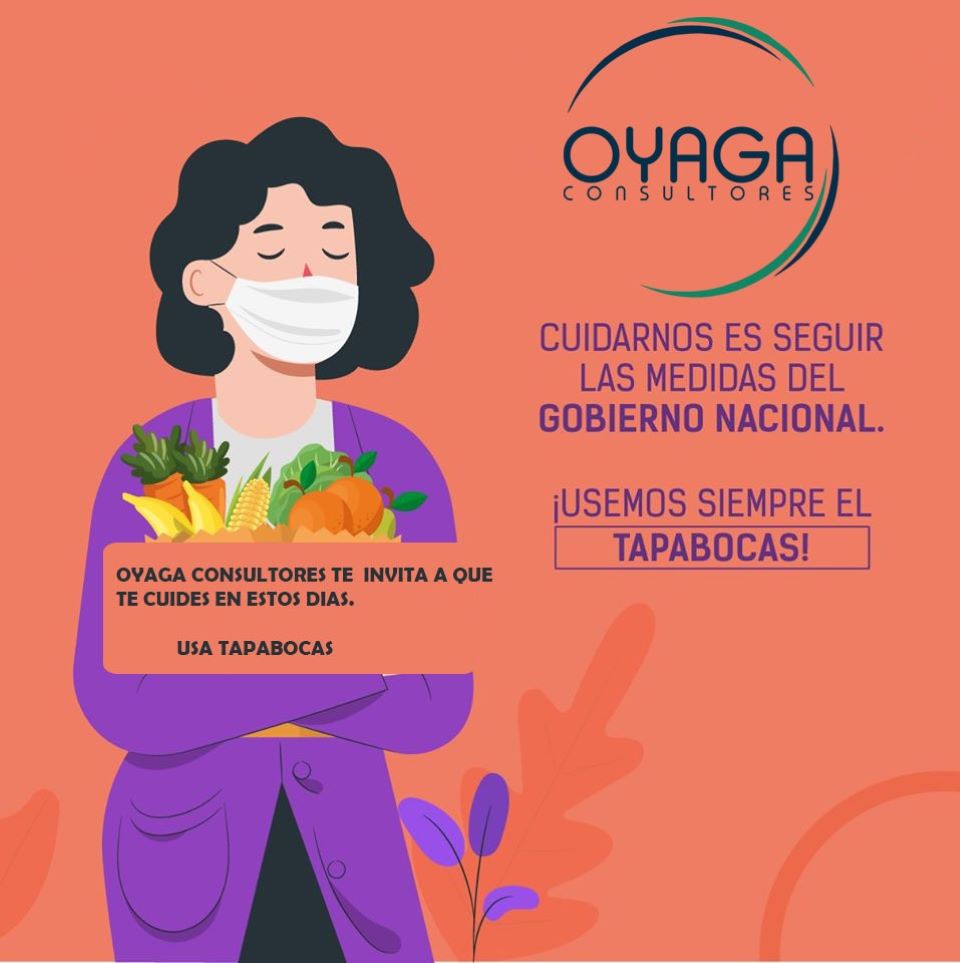 OYAGA
CONSULTORES
CUIDARNOS ES SEGUIR
LAS MEDIDAS DEL
GOBIERNO NACIONAL.
¡USEMOS SIEMPRE EL
TAPABOCAS!
OYAGA CONSULTORES TE INVITA A QUE
TE CUIDES EN ESTOS DIAS.
USA TAPABOCAS